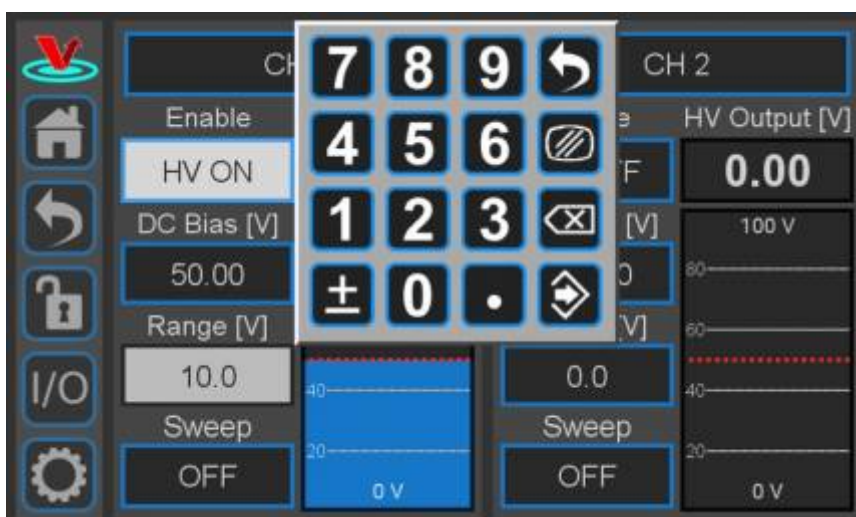 CH 2
Enable
HV Output [V]
HV ON
0.00
DC Bias [V]
[V]
100 V
50.00
80
Range [V]
[V]
60
I/O
10.0
40
0.0
40
Sweep
Sweep
20
20
OFF
0 V
OFF
0 V
7 8 9
4 5 6
1 2 3
± 0 .